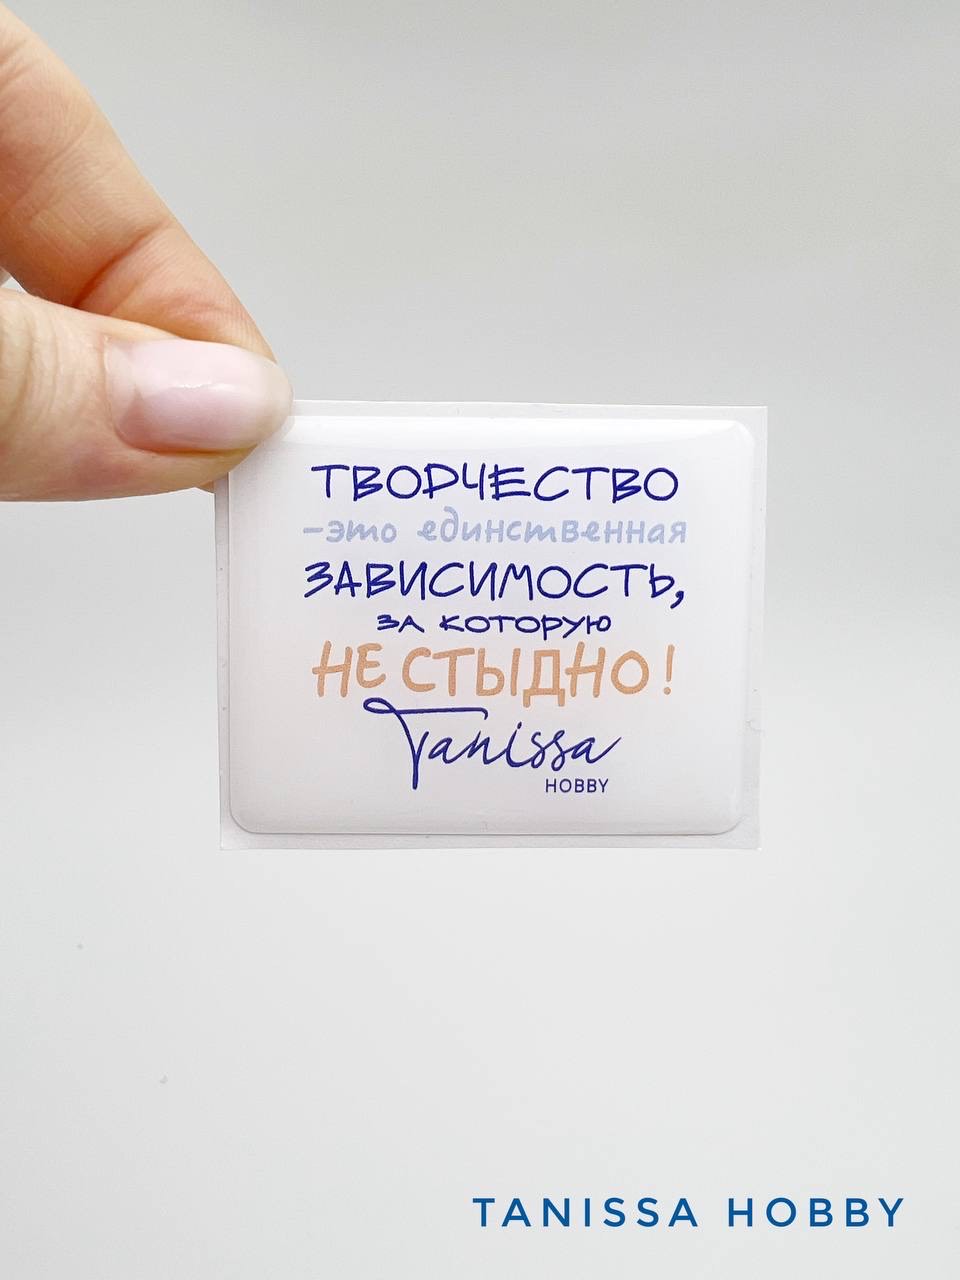 ТВОРЧЕСТВО
-это единственная
ЗАВИСИМОСТЬ,
ЗА КОТОРУЮ
НЕ СТЫДНО!
Tanissa
HOBBY
TANISSA HOBBY